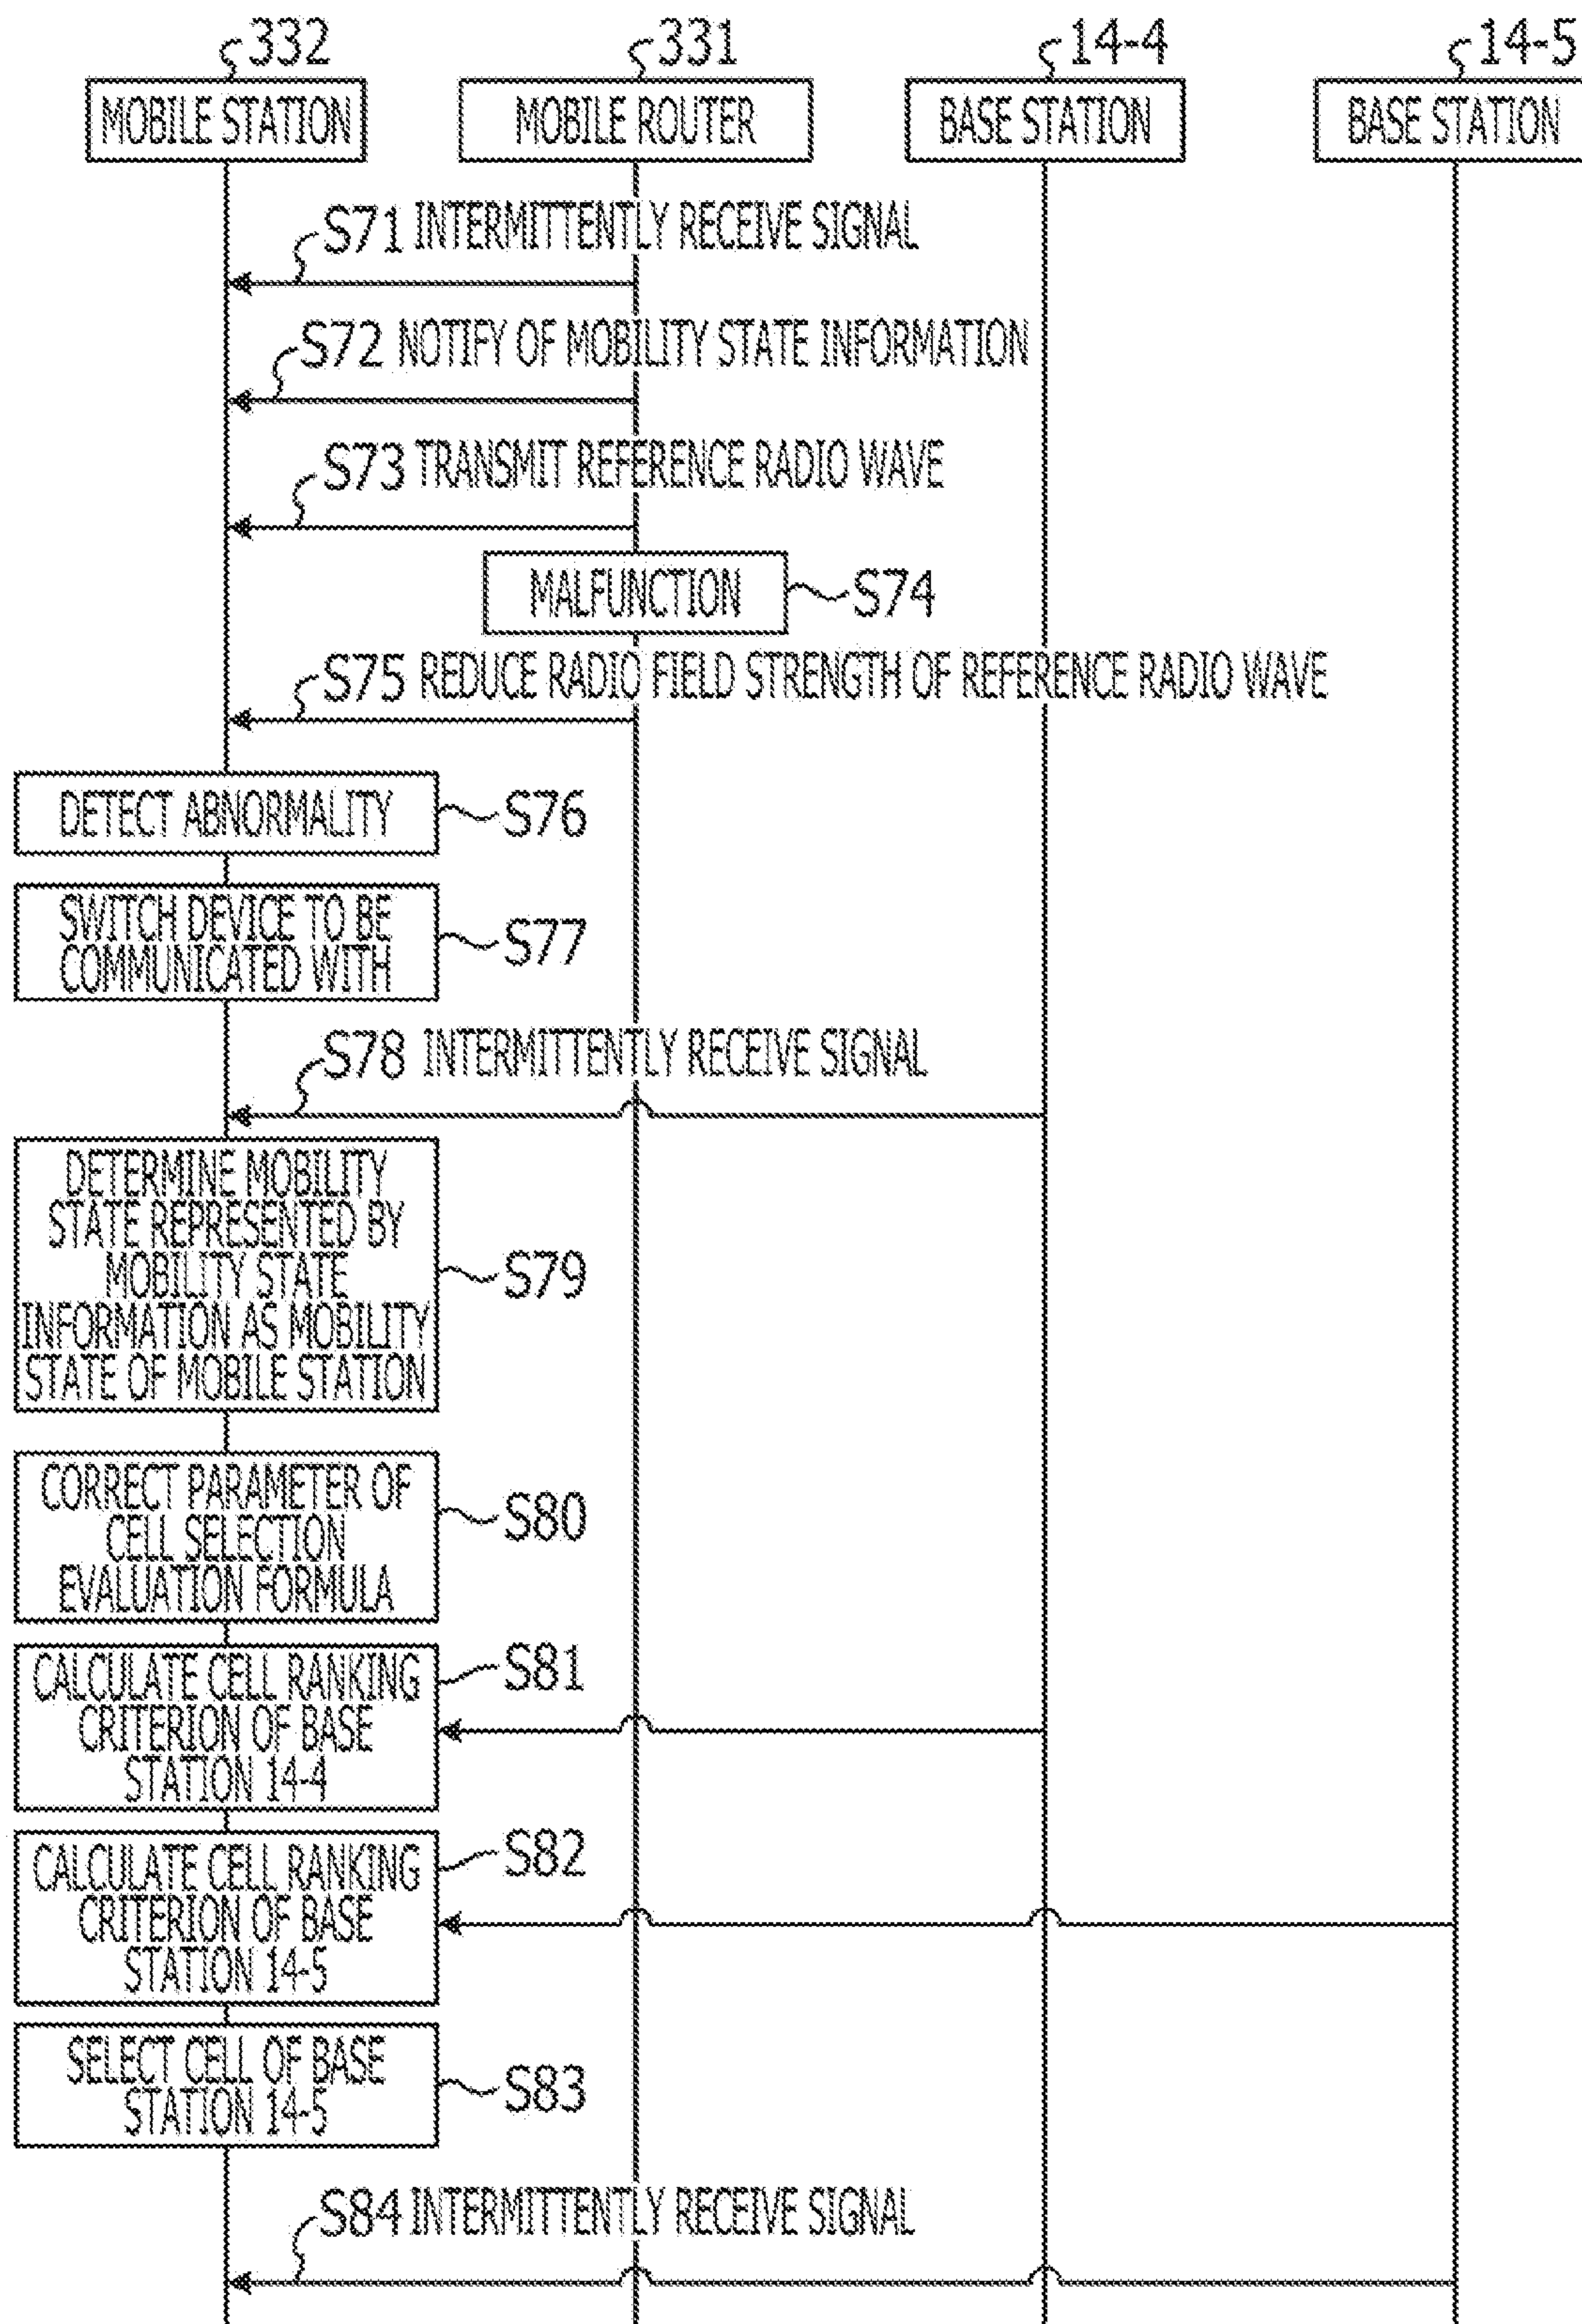 332
331
14-4
14-5
MOBILE STATION
MOBILE ROUTER
BASE STATION
BASE STATION
S71 INTERMITTENTLY RECEIVE SIGNAL
S72 NOTIFY OF MOBILITY STATE INFORMATION
S73 TRANSMIT REFERENCE RADIO WAVE
MALFUNCTION
S74
S75 REDUCE RADIO FIELD STRENGTH OF REFERENCE RADIO WAVE
DETECT ABNORMALITY
S76
SWITCH DEVICE TO BE
COMMUNICATED WITH
S77
S78 INTERMITTENTLY RECEIVE SIGNAL
DETERMINE MOBILITY
STATE REPRESENTED BY
MOBILITY STATE
INFORMATION AS MOBILITY
STATE OF MOBILE STATION
S79
CORRECT PARAMETER OF
CELL SELECTION
EVALUATION FORMULA
S80
CALCULATE CELL RANKING
CRITERION OF BASE
STATION 14-4
S81
CALCULATE CELL RANKING
CRITERION OF BASE
STATION 14-5
S82
SELECT CELL OF BASE
STATION 14-5
S83
S84 INTERMITTENTLY RECEIVE SIGNAL